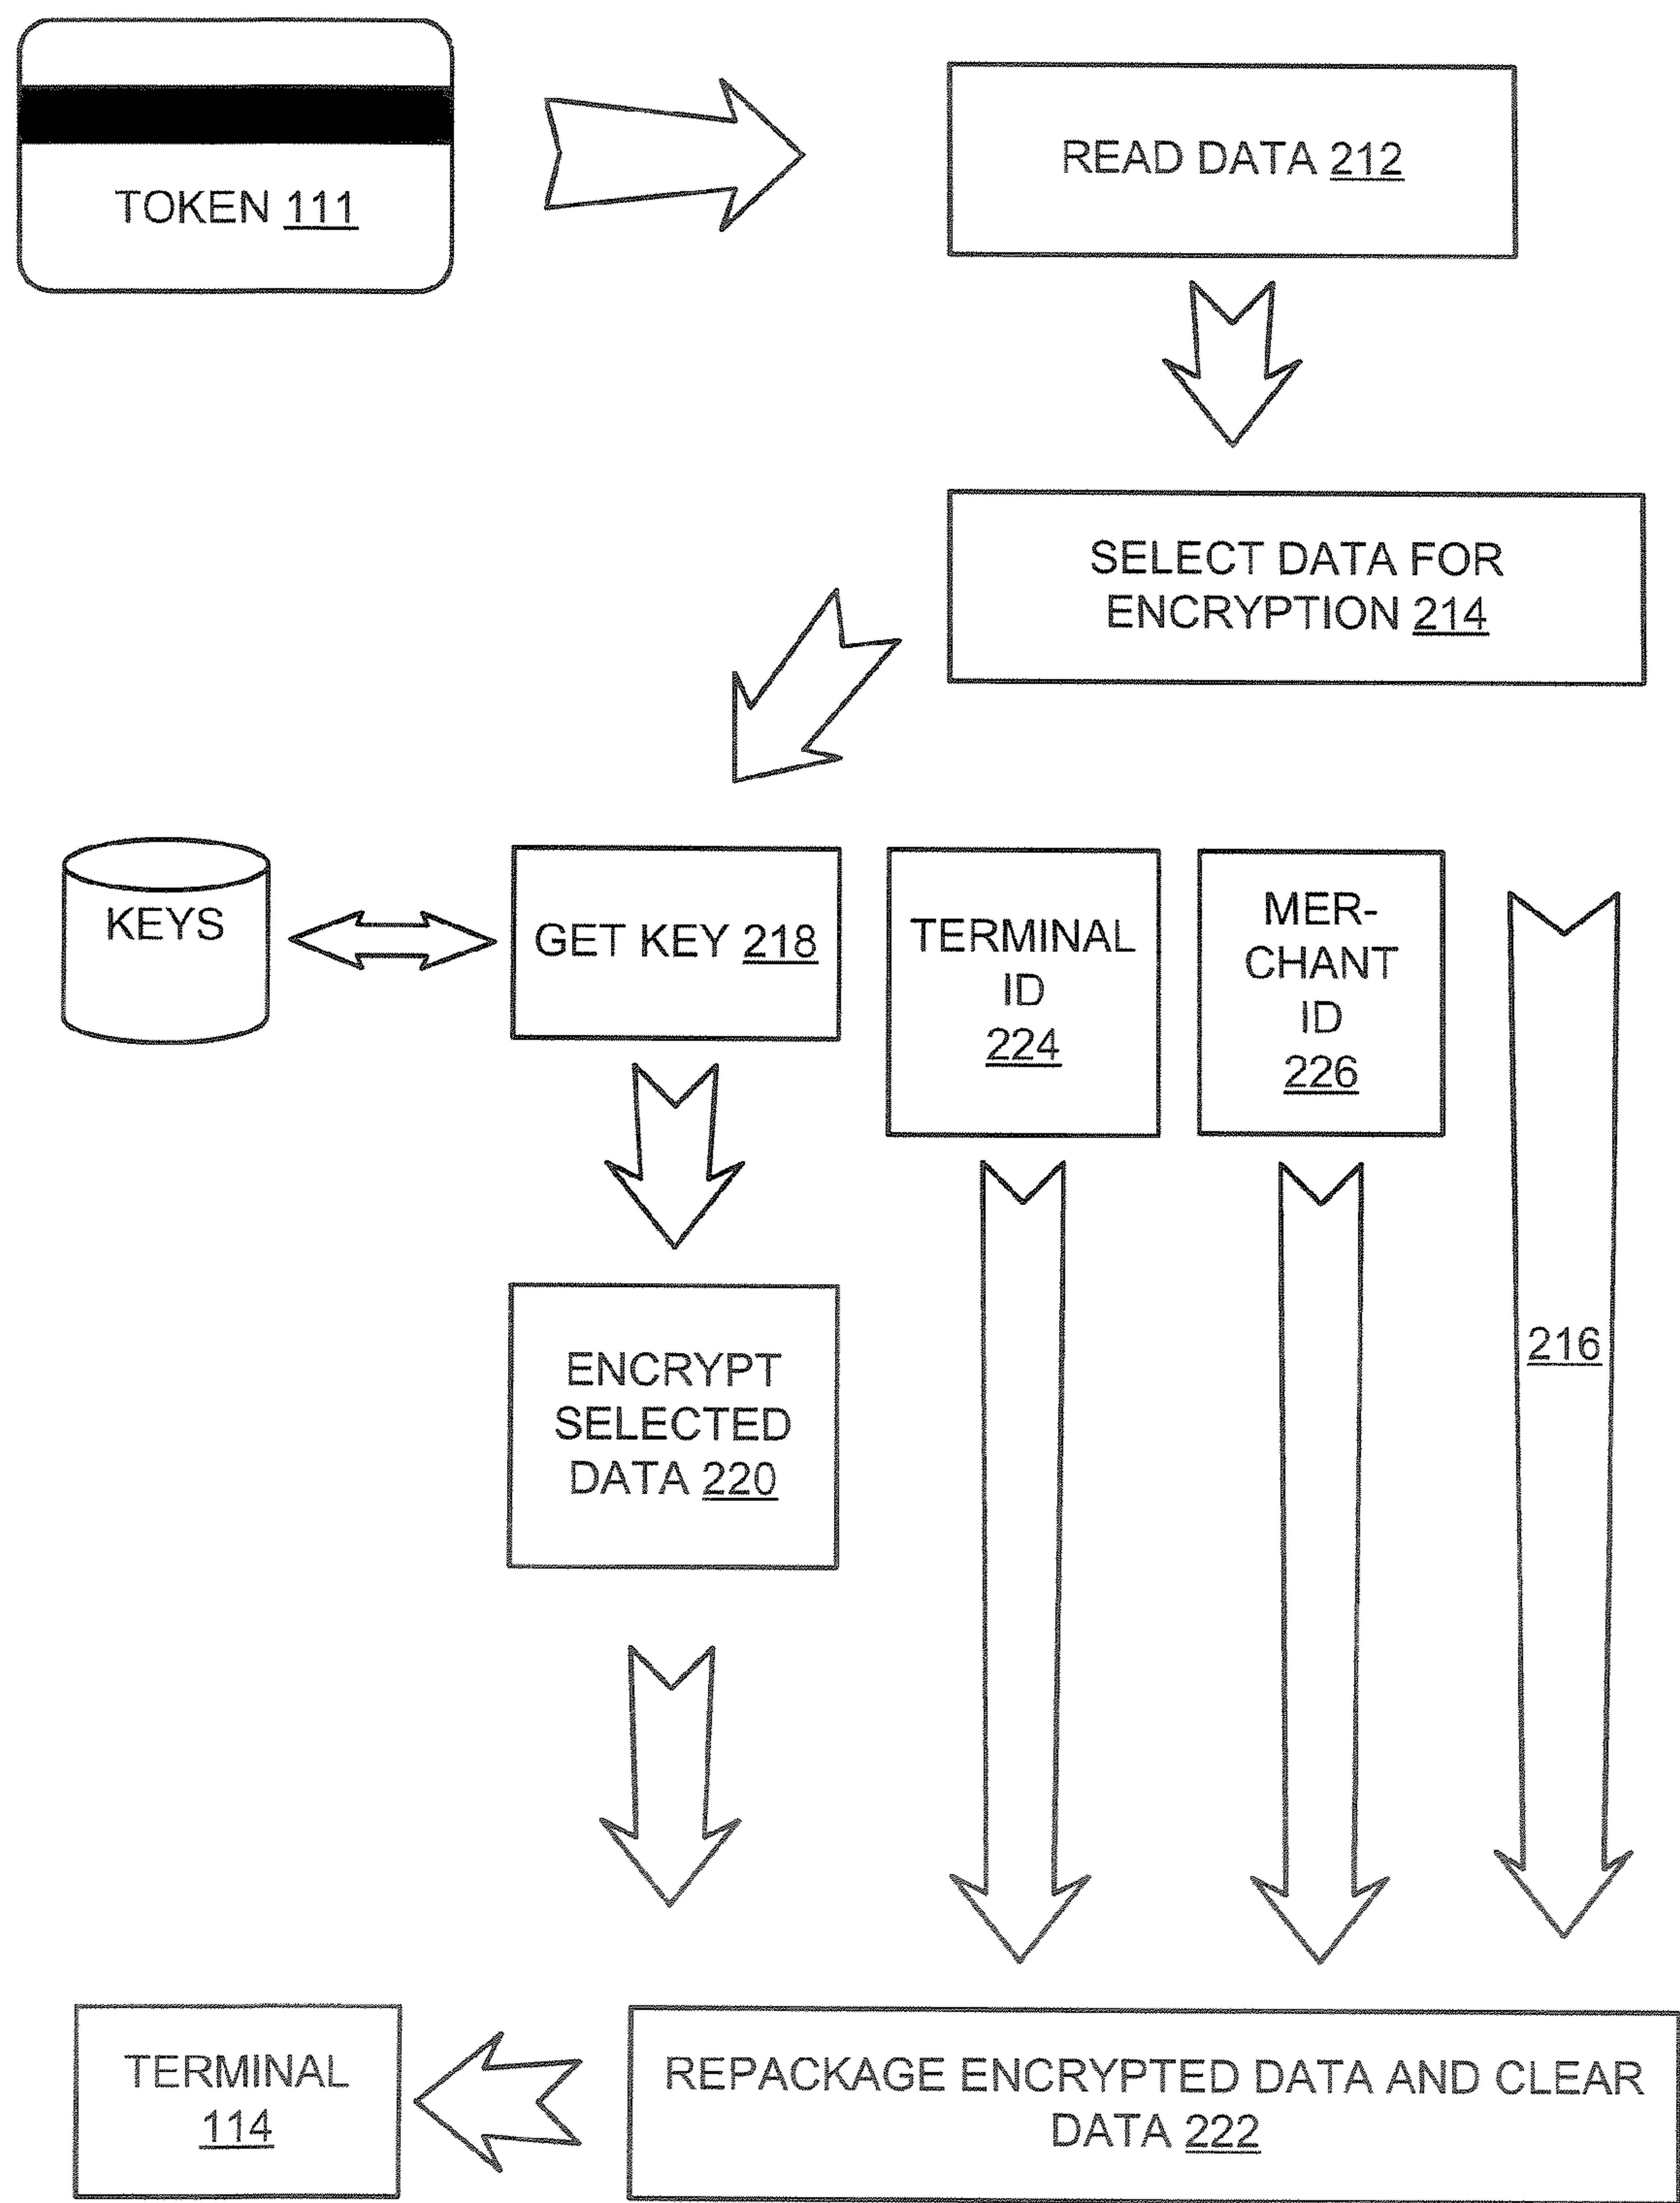 TOKEN 111
READ DATA 212
SELECT DATA FOR
ENCRYPTION 214
KEYS
GET KEY 218
TERMINAL
ID
224
MER-
CHANT
ID
226
216
ENCRYPT
SELECTED
DATA 220
TERMINAL
114
REPACKAGE ENCRYPTED DATA AND CLEAR
DATA 222